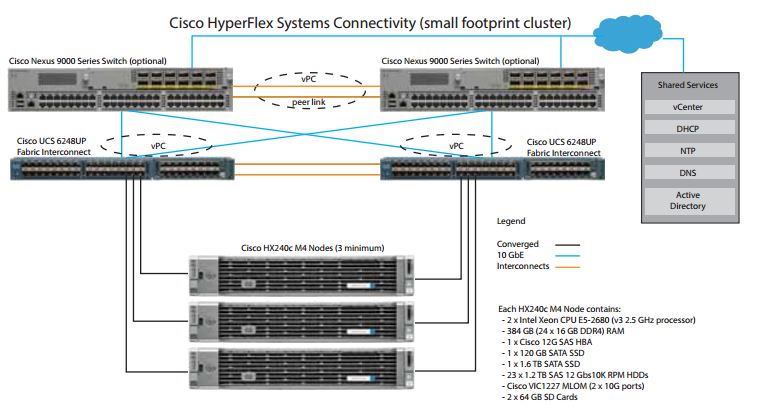 Cisco HyperFlex Systems Connectivity (small footprint cluster)
Cisco Nexus 9000 Series Switch (optional)
Cisco Nexus 9000 Series Switch (optional)
vPC
peer link
Shared Services
vCenter
DHCP
NTP
DNS
Active
Directory
Cisco UCS 6248UP
Fabric Interconnect
vPC
vPC
Cisco UCS 6248UP
Fabric Interconnect
Cisco HX240c M4 Nodes (3 minimum)
Legend
Converged
10 GbE
Interconnects
Each HX240c M4 Node contains:
- 2 x Intel Xeon CPU E5-2680 (v3 2.5 GHz processor)
- 384 GB (24 x 16 GB DDR4) RAM
- 1 x Cisco 12G SAS HBA
- 1 x 120 GB SATA SSD
- 1 x 1.6 TB SATA SSD
- 23 x 1.2 TB SAS 12 Gbs10K RPM HDDs
- Cisco VIC1227 MLOM (2 x 10G ports)
- 2 x 64 GB SD Cards